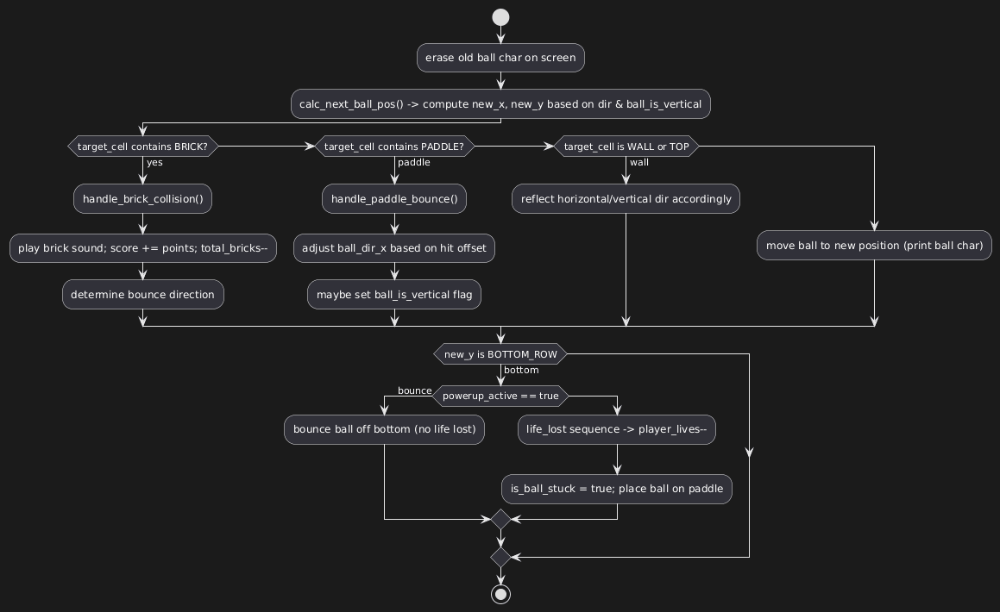 erase old ball char on screen
calc_next_ball_pos() -> compute new_x, new_y based on dir & ball_is_vertical
target_cell contains BRICK?
yes
handle_brick_collision()
play brick sound; score += points; total_bricks--
determine bounce direction
target_cell contains PADDLE?
paddle
handle_paddle_bounce()
adjust ball_dir_x based on hit offset
maybe set ball_is_vertical flag
target_cell is WALL or TOP
wall
reflect horizontal/vertical dir accordingly
move ball to new position (print ball char)
new_y is BOTTOM_ROW
bottom
powerup_active == true
bounce
bounce ball off bottom (no life lost)
life_lost sequence -> player_lives--
is_ball_stuck = true; place ball on paddle